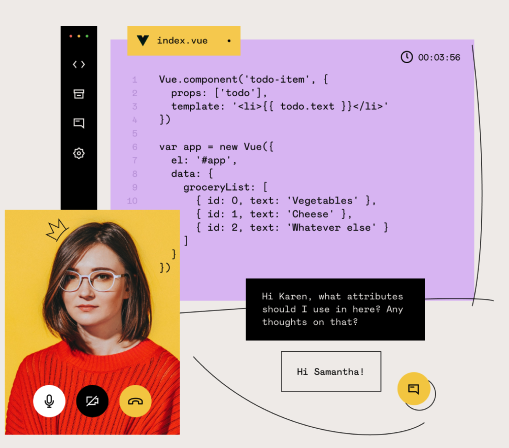 index.vue
00:03:56
1 Vue.component('todo-item', {
2 props: ['todo'],
3 template: '<li>{{ todo.text }}</li>'
4 })
5
6 var app = new Vue({
7 el: '#app',
8 data: {
9 groceryList: [
10 { id: 0, text: 'Vegetables' },
{ id: 1, text: 'Cheese' },
{ id: 2, text: 'Whatever else' }
]
}
})
Hi Karen, what attributes
should I use in here? Any
thoughts on that?
Hi Samantha!